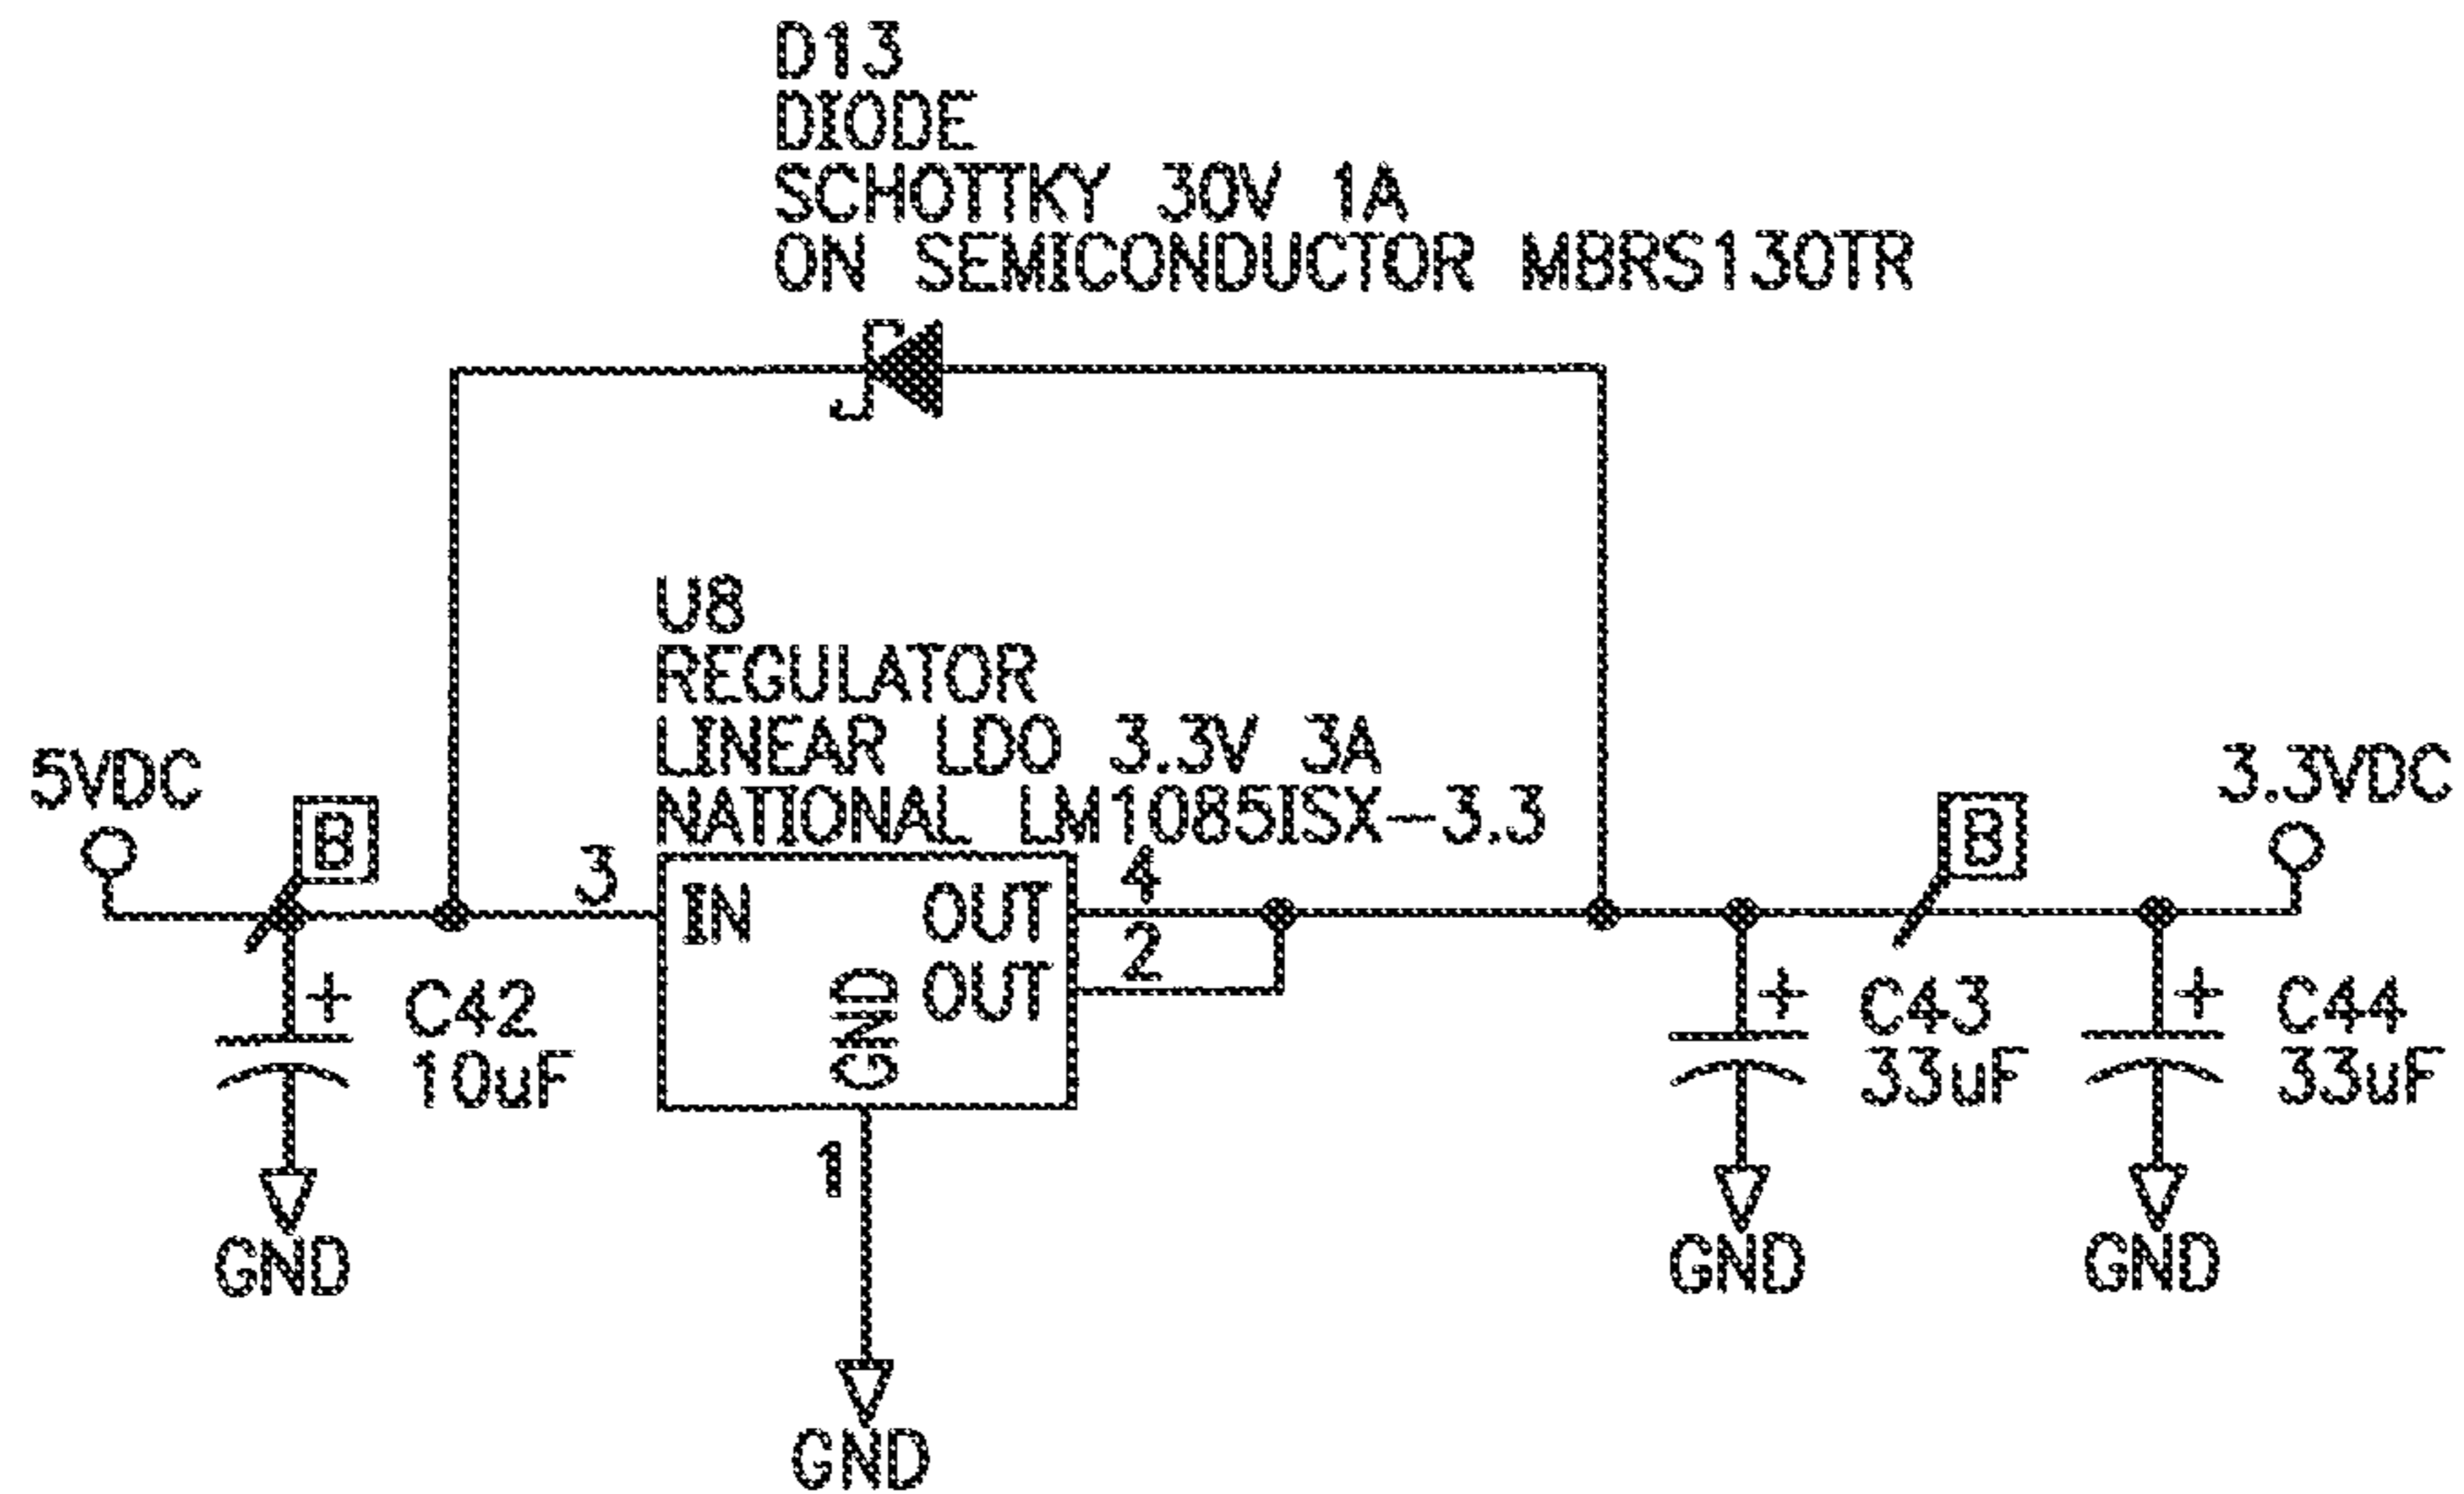 D13
DIODE
SCHOTTKY 30V 1A
ON SEMICONDUCTOR MBRS130TR
U8
REGULATOR
LINEAR LDO 3.3V 3A
NATIONAL LM1085ISX-3.3
5VDC
B
3
IN
OUT
4
OUT
2
GND
1
GND
B
3.3VDC
C42
10uF
GND
+
C43
33uF
GND
+
C44
33uF
GND
+